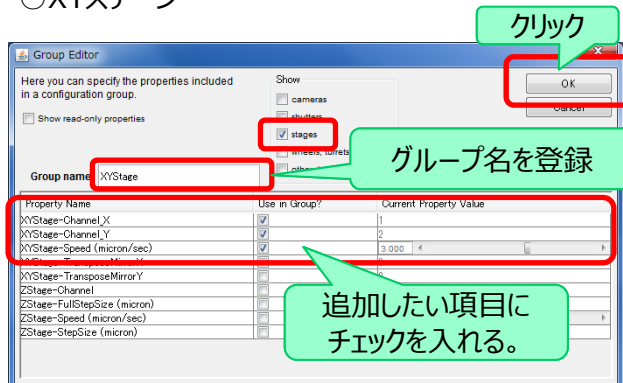 ○XYステージ
クリック
Group Editor
Here you can specify the properties included
in a configuration group.
Show read-only properties
Show
cameras
shutters
stages
wheels, turrets
OK
Cancel
グループ名を登録
Group name
XYStage
Property Name Use in Group? Current Property Value
XYStage-Channel_X 1
XYStage-Channel_Y 2
XYStage-Speed (micron/sec) 3.000
XYStage-TransposeMirrorX
XYStage-TransposeMirrorY
ZStage-Channel
ZStage-FullStepSize (micron)
ZStage-Speed (micron/sec)
ZStage-StepSize (micron)
追加したい項目に
チェックを入れる。